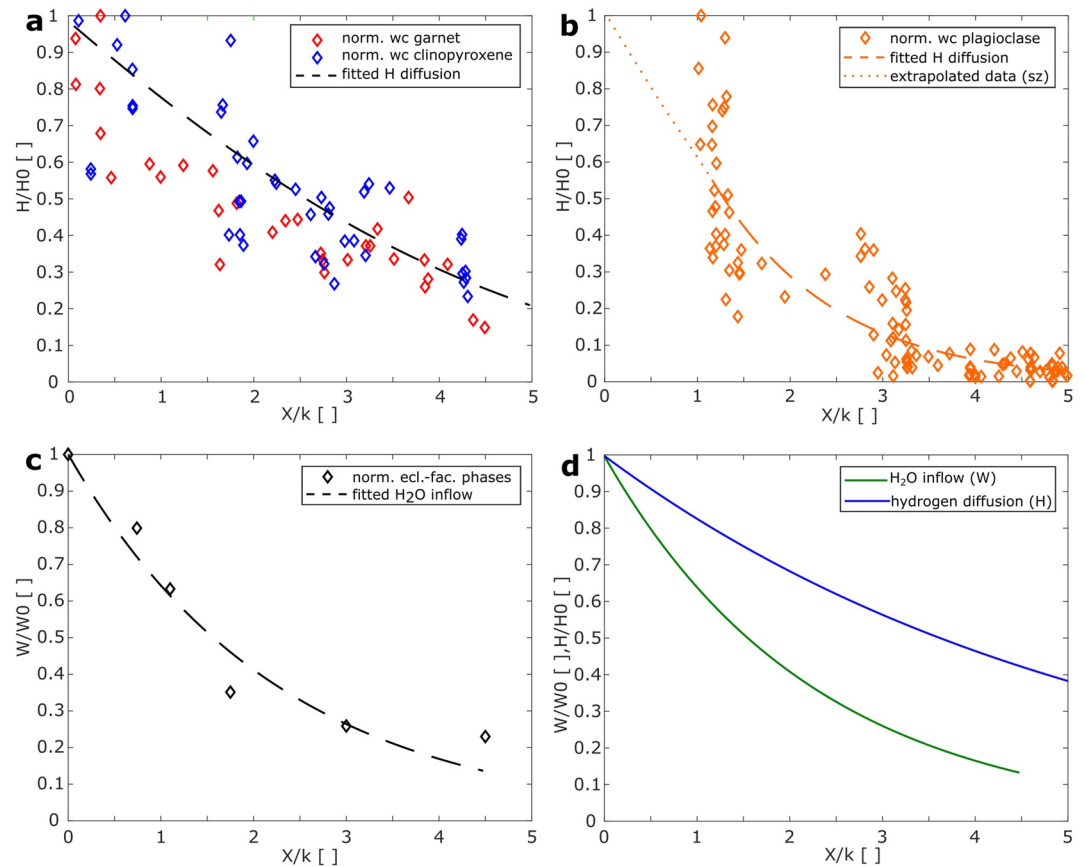 a
norm. wc garnet
norm. wc clinopyroxene
fitted H diffusion
1
0.9
0.8
0.7
0.6
0.5
0.4
0.3
0.2
0.1
0
H/H0 [ ]
0 1 2 3 4 5
X/k [ ]
b
norm. wc plagioclase
fitted H diffusion
extrapolated data (sz)
1
0.9
0.8
0.7
0.6
0.5
0.4
0.3
0.2
0.1
0
H/H0 [ ]
0 1 2 3 4 5
X/k [ ]
c
norm. ecl.-fac. phases
fitted H2O inflow
1
0.9
0.8
0.7
0.6
0.5
0.4
0.3
0.2
0.1
0
W/W0 [ ]
0 1 2 3 4 5
X/k [ ]
d
H₂O inflow (W)
hydrogen diffusion (H)
1
0.9
0.8
0.7
0.6
0.5
0.4
0.3
0.2
0.1
0
W/W0 [ ],H/H0 [ ]
0 1 2 3 4 5
X/k [ ]